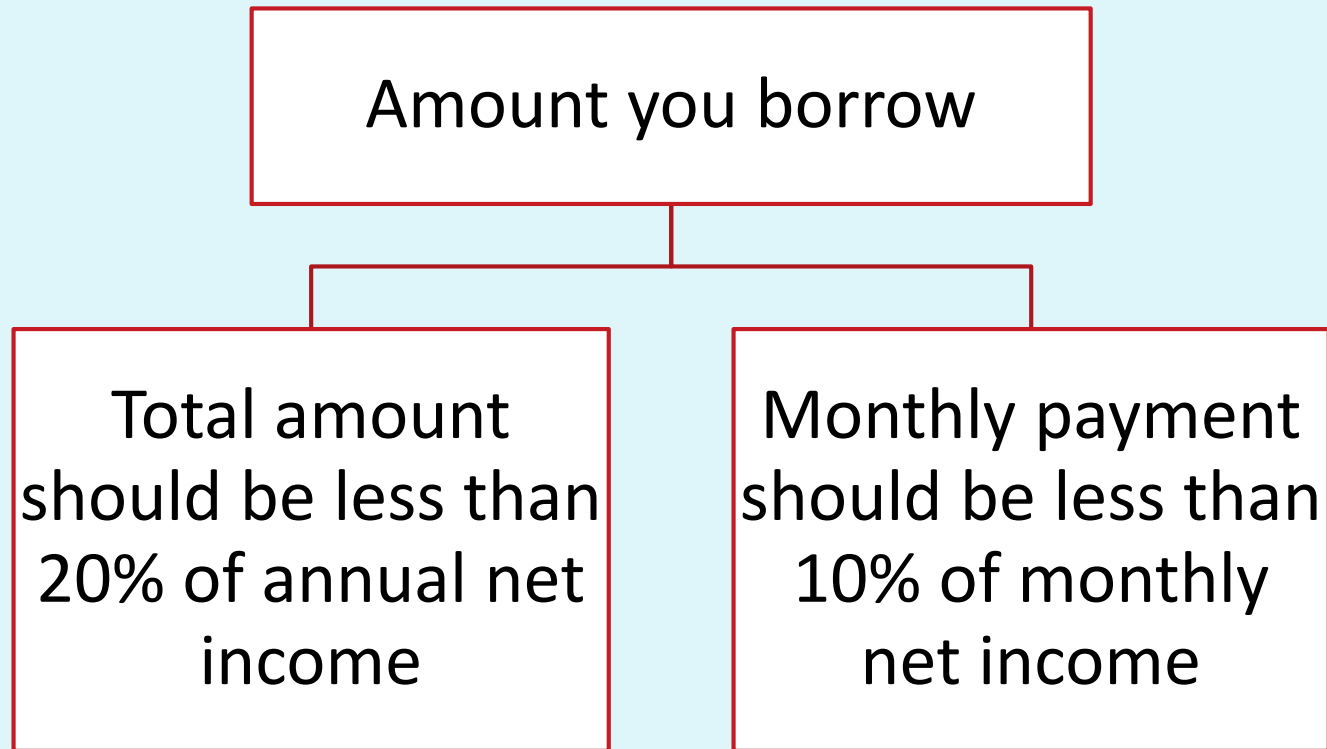 Amount you borrow
Total amount
should be less than
20% of annual net
income
Monthly payment
should be less than
10% of monthly
net income